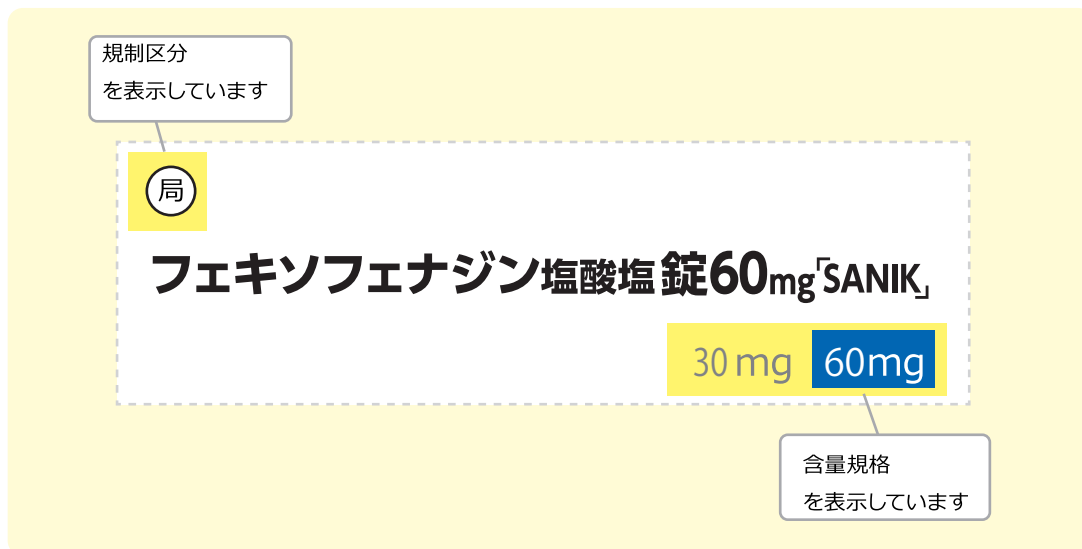 規制区分
を表示しています
局
フェキソフェナジン塩酸塩錠60mg「SANIK」
30mg 60mg
含量規格
を表示しています